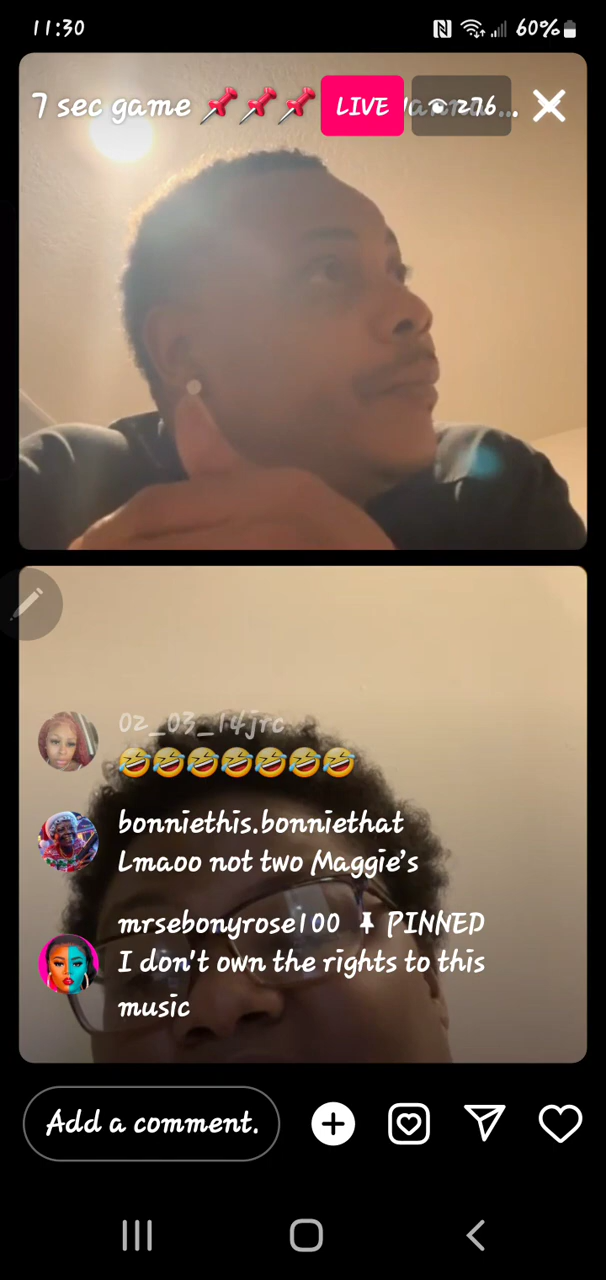 11:30
60%
7 sec game 📌📌📌
LIVE
276...
02_03_14jrc
🤣🤣🤣🤣🤣🤣🤣
bonniethis.bonniethat
Lmaoo not two Maggie's
mrsebonyrose100 PINNED
I don't own the rights to this
music
Add a comment.